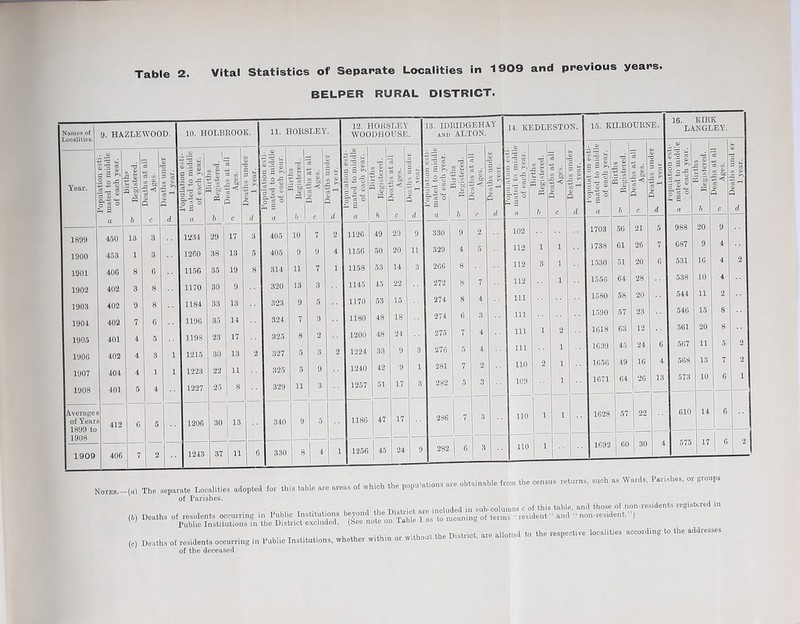 Table 2. Vital Statistics of Separate Localities in 1909 and previous years.
BELPER RURAL DISTRICT.
Names of Localities. | 9. HAZLEWOOD. | 10. HOLBROOK. | 11. HORSLEY. | 12. HORSLEY WOODHOUSE. | 13. IDRIDGEHAY AND ALTON. | 14. KEDLESTON. | 15. KILBOURNE. | 16. KIRK LANGLEY.
Year. | Population estimated to middle of each year. | Births Registered. | Deaths at all Ages. | Deaths under 1 year.
a b c d | a b c d | a b c d | a b c d | a b c d | a b c d | a b c d | a b c d
1899 | 450 13 3 .. | 1234 29 17 3 | 405 10 7 2 | 1126 49 20 9 | 330 9 2 .. | 102 .. .. .. | 1703 56 21 5 | 988 20 9 ..
1900 | 453 1 3 .. | 1260 38 13 5 | 405 9 9 4 | 1156 50 20 11 | 329 4 5 .. | 112 1 1 .. | 1738 61 26 7 | 687 9 4 ..
1901 | 406 8 6 .. | 1156 35 19 8 | 314 11 7 1 | 1158 53 14 3 | 266 8 .. .. | 112 3 1 .. | 1530 51 20 6 | 531 16 4 2
1902 | 402 3 8 .. | 1170 30 9 .. | 320 13 3 .. | 1145 45 22 .. | 272 8 7 .. | 112 .. 1 .. | 1556 64 28 .. | 538 10 4 ..
1903 | 402 9 8 .. | 1184 33 13 .. | 323 9 5 .. | 1170 53 15 .. | 274 8 4 .. | 111 .. .. .. | 1580 58 20 .. | 544 11 2 ..
1904 | 402 7 6 .. | 1196 35 14 .. | 324 7 3 .. | 1180 48 18 .. | 274 6 3 .. | 111 .. .. .. | 1590 57 23 .. | 546 15 8 ..
1905 | 401 4 5 .. | 1198 23 17 .. | 325 8 2 .. | 1200 48 24 .. | 275 7 4 .. | 111 1 2 .. | 1618 63 12 .. | 561 20 8 ..
1906 | 402 4 3 1 | 1215 30 13 2 | 327 5 3 2 | 1224 33 9 3 | 276 5 4 .. | 111 .. 1 .. | 1639 45 24 6 | 567 11 5 2
1907 | 404 4 1 1 | 1223 22 11 .. | 325 5 9 .. | 1240 42 9 1 | 281 7 2 .. | 110 2 1 .. | 1656 49 16 4 | 568 13 7 2
1908 | 401 5 4 .. | 1227 25 8 .. | 329 11 3 .. | 1257 51 17 3 | 282 5 3 .. | 109 .. 1 .. | 1671 64 26 13 | 573 10 6 1
Averages of Years 1899 to 1908 | 412 6 5 .. | 1206 30 13 .. | 340 9 5 .. | 1186 47 17 .. | 286 7 3 .. | 110 1 1 .. | 1628 57 22 .. | 610 14 6 ..
1909 | 406 7 2 .. | 1243 37 11 6 | 330 8 4 1 | 1256 45 24 9 | 282 6 3 .. | 110 1 .. .. | 1692 60 30 4 | 575 17 6 2
NOTES.—(a) The separate Localities adopted for this table are areas of which the populations are obtainable from the census returns, such as Wards, Parishes, or groups
of Parishes.
(b) Deaths of residents occurring in Public Institutions beyond the District are included in sub-columns c of this table, and those of non-residents registered in
Public Institutions in the District excluded. (See note on Table 1 as to meaning of terms "resident" and "non-resident.")
(c) Deaths of residents occurring in Public Institutions, whether within or without the District, are allotted to the respective localities according to the addresses
of the deceased